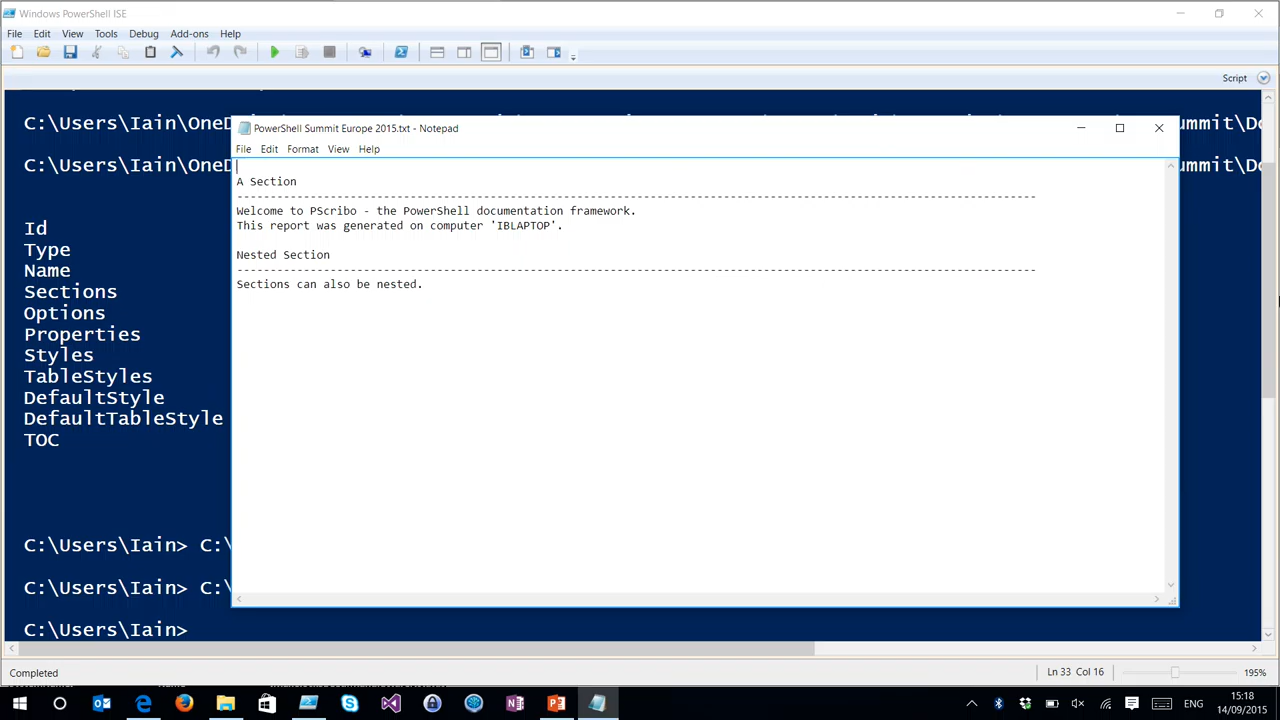 Windows PowerShell ISE
File Edit View Tools Debug Add-ons Help
Script
C:\Users\Iain\OneD
ummit\Do
C:\Users\Iain\OneD
ummit\Do
Id
Type
Name
Sections
Options
Properties
Styles
TableStyles
DefaultStyle
DefaultTableStyle
TOC
C:\Users\Iain> C:\
C:\Users\Iain> C:\
C:\Users\Iain>
PowerShell Summit Europe 2015.txt - Notepad
File Edit Format View Help
A Section
------------------------------------------------------------------------------------------------------------------------
Welcome to PScribo - the PowerShell documentation framework.
This report was generated on computer 'IBLAPTOP'.
Nested Section
------------------------------------------------------------------------------------------------------------------------
Sections can also be nested.
Completed
Ln 33 Col 16
195%
15:18
ENG
14/09/2015